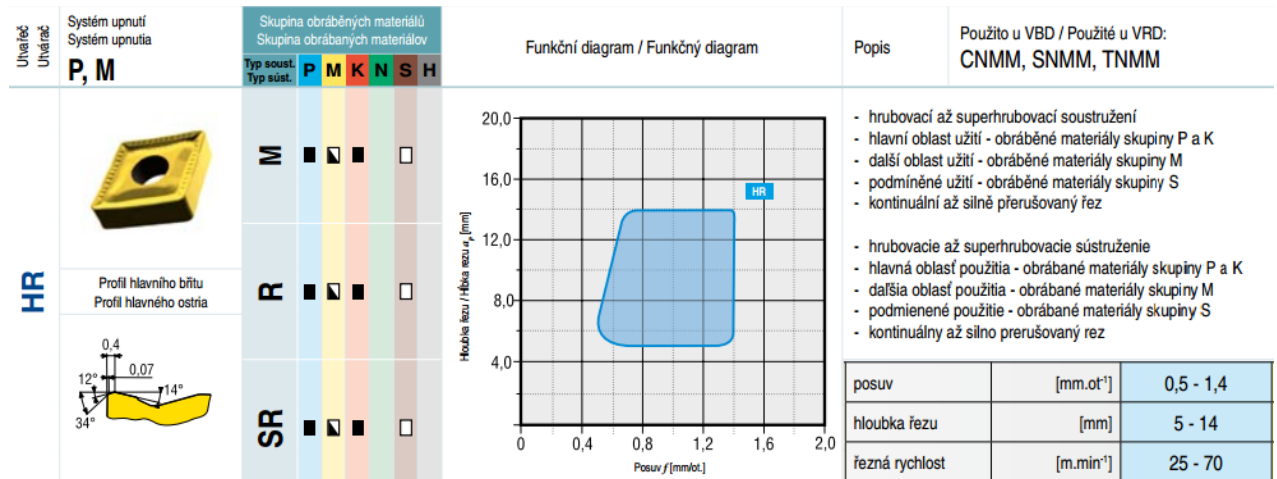 Utvařeč
Utvárač
Systém upnutí
Systém upnutia
P, M
Skupina obráběných materiálů
Skupina obrábaných materiálov
Typ soust.
Typ súst.
P M K N S H
Funkční diagram / Funkčný diagram
Popis
Použito u VBD / Použité u VRD:
CNMM, SNMM, TNMM
HR
Profil hlavního břitu
Profil hlavného ostria
0,4
0,07
12°
14°
34°
M
R
SR
Hloubka řezu / Hĺbka rezu ap [mm]
20,0
16,0
12,0
8,0
4,0
HR
0 0,4 0,8 1,2 1,6 2,0
Posuv f [mm/ot.]
- hrubovací až superhrubovací soustružení
- hlavní oblast užití - obráběné materiály skupiny P a K
- další oblast užití - obráběné materiály skupiny M
- podmíněné užití - obráběné materiály skupiny S
- kontinuální až silně přerušovaný řez
- hrubovacie až superhrubovacie sústruženie
- hlavná oblasť použitia - obrábané materiály skupiny P a K
- ďaľšia oblasť použitia - obrábané materiály skupiny M
- podmienené použitie - obrábané materiály skupiny S
- kontinuálny až silno prerušovaný rez
posuv [mm.ot⁻¹] 0,5 - 1,4
hloubka řezu [mm] 5 - 14
řezná rychlost [m.min⁻¹] 25 - 70